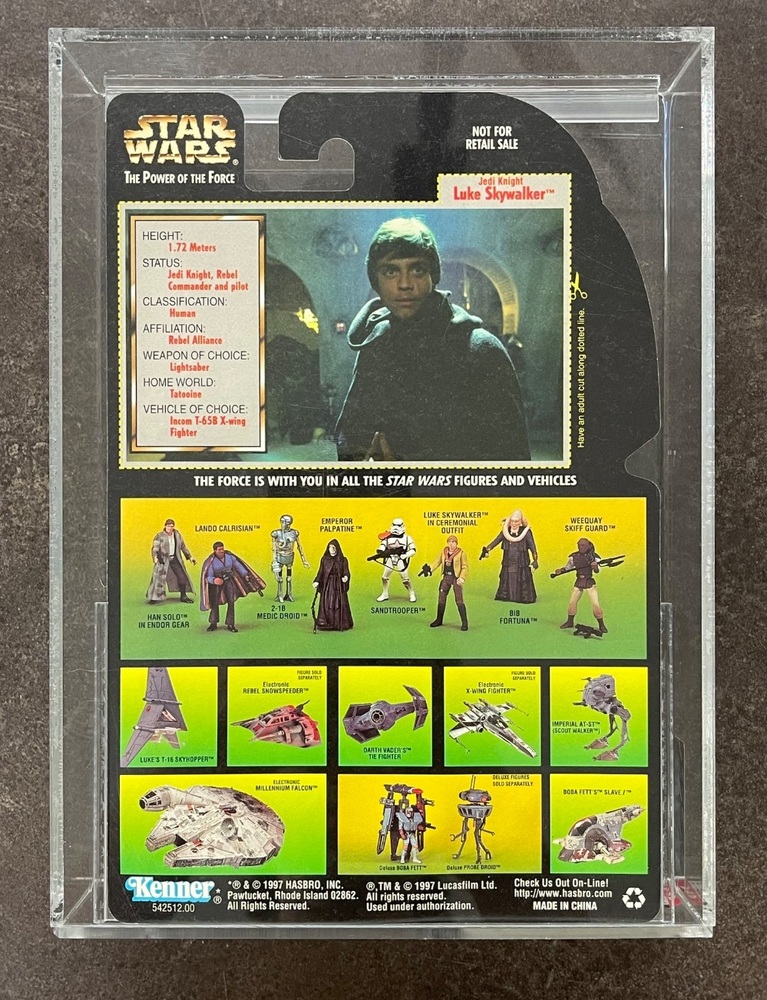 STAR
WARS®
THE POWER OF THE FORCE
NOT FOR
RETAIL SALE
Jedi Knight
Luke Skywalker™
HEIGHT:
1.72 Meters
STATUS:
Jedi Knight, Rebel
Commander and pilot
CLASSIFICATION:
Human
AFFILIATION:
Rebel Alliance
WEAPON OF CHOICE:
Lightsaber
HOME WORLD:
Tatooine
VEHICLE OF CHOICE:
Incom T-65B X-wing
Fighter
Have an adult cut along dotted line.
THE FORCE IS WITH YOU IN ALL THE STAR WARS FIGURES AND VEHICLES
HAN SOLO™
IN ENDOR GEAR
LANDO CALRISIAN™
2-1B
MEDIC DROID™
EMPEROR
PALPATINE™
SANDTROOPER™
LUKE SKYWALKER™
IN CEREMONIAL
OUTFIT
BIB
FORTUNA™
WEEQUAY
SKIFF GUARD™
LUKE'S T-16 SKYHOPPER™
FIGURE SOLD
SEPARATELY
Electronic
REBEL SNOWSPEEDER™
DARTH VADER'S™
TIE FIGHTER
FIGURE SOLD
SEPARATELY
Electronic
X-WING FIGHTER™
IMPERIAL AT-ST™
(SCOUT WALKER™)
ELECTRONIC
MILLENNIUM FALCON™
DELUXE FIGURES
SOLD SEPARATELY
Deluxe BOBA FETT™
Deluxe PROBE DROID™
BOBA FETT'S™ SLAVE I™
Kenner®
542512.00
*® & © 1997 HASBRO, INC.
Pawtucket, Rhode Island 02862.
All Rights Reserved.
®,TM & © 1997 Lucasfilm Ltd.
All rights reserved.
Used under authorization.
Check Us Out On-Line!
http://www.hasbro.com
MADE IN CHINA